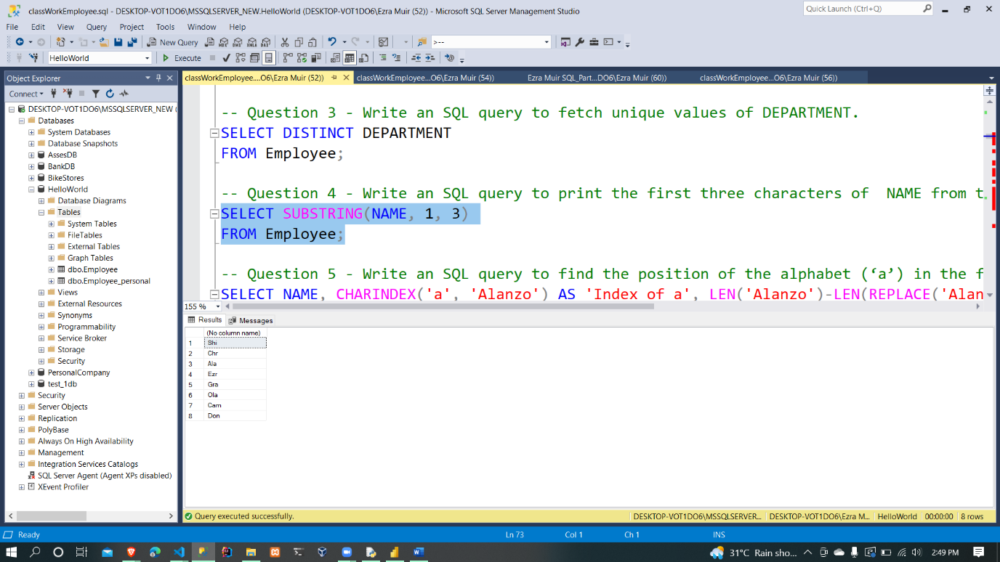 classWorkEmployee.sql - DESKTOP-VOT1DO6\MSSQLSERVER_NEW.HelloWorld (DESKTOP-VOT1DO6\Ezra Muir (52)) - Microsoft SQL Server Management Studio
Quick Launch (Ctrl+Q)
File Edit View Query Project Tools Window Help
New Query
MDX DMX XMLA DAX
>--
HelloWorld
Execute
Object Explorer
Connect
DESKTOP-VOT1DO6\MSSQLSERVER_NEW (
Databases
System Databases
Database Snapshots
AssesDB
BankDB
BikeStores
HelloWorld
Database Diagrams
Tables
System Tables
FileTables
External Tables
Graph Tables
dbo.Employee
dbo.Employee_personal
Views
External Resources
Synonyms
Programmability
Service Broker
Storage
Security
PersonalCompany
test_1db
Security
Server Objects
Replication
PolyBase
Always On High Availability
Management
Integration Services Catalogs
SQL Server Agent (Agent XPs disabled)
XEvent Profiler
classWorkEmployee....O6\Ezra Muir (52)) classWorkEmployee...O6\Ezra Muir (54)) Ezra Muir SQL_Part...DO6\Ezra Muir (60)) classWorkEmployee...O6\Ezra Muir (56))
-- Question 3 - Write an SQL query to fetch unique values of DEPARTMENT.
SELECT DISTINCT DEPARTMENT
FROM Employee;
-- Question 4 - Write an SQL query to print the first three characters of  NAME from t
SELECT SUBSTRING(NAME, 1, 3)
FROM Employee;
-- Question 5 - Write an SQL query to find the position of the alphabet (‘a’) in the f
SELECT NAME, CHARINDEX('a', 'Alanzo') AS 'Index of a', LEN('Alanzo')-LEN(REPLACE('Alan
155 %
Results Messages
(No column name)
1 Shi
2 Chr
3 Ala
4 Ezr
5 Gra
6 Ola
7 Cam
8 Don
Query executed successfully.
DESKTOP-VOT1DO6\MSSQLSERVER... DESKTOP-VOT1DO6\Ezra M... HelloWorld 00:00:00 8 rows
Ready Ln 73 Col 1 Ch 1 INS
31°C Rain sho... 2:49 PM